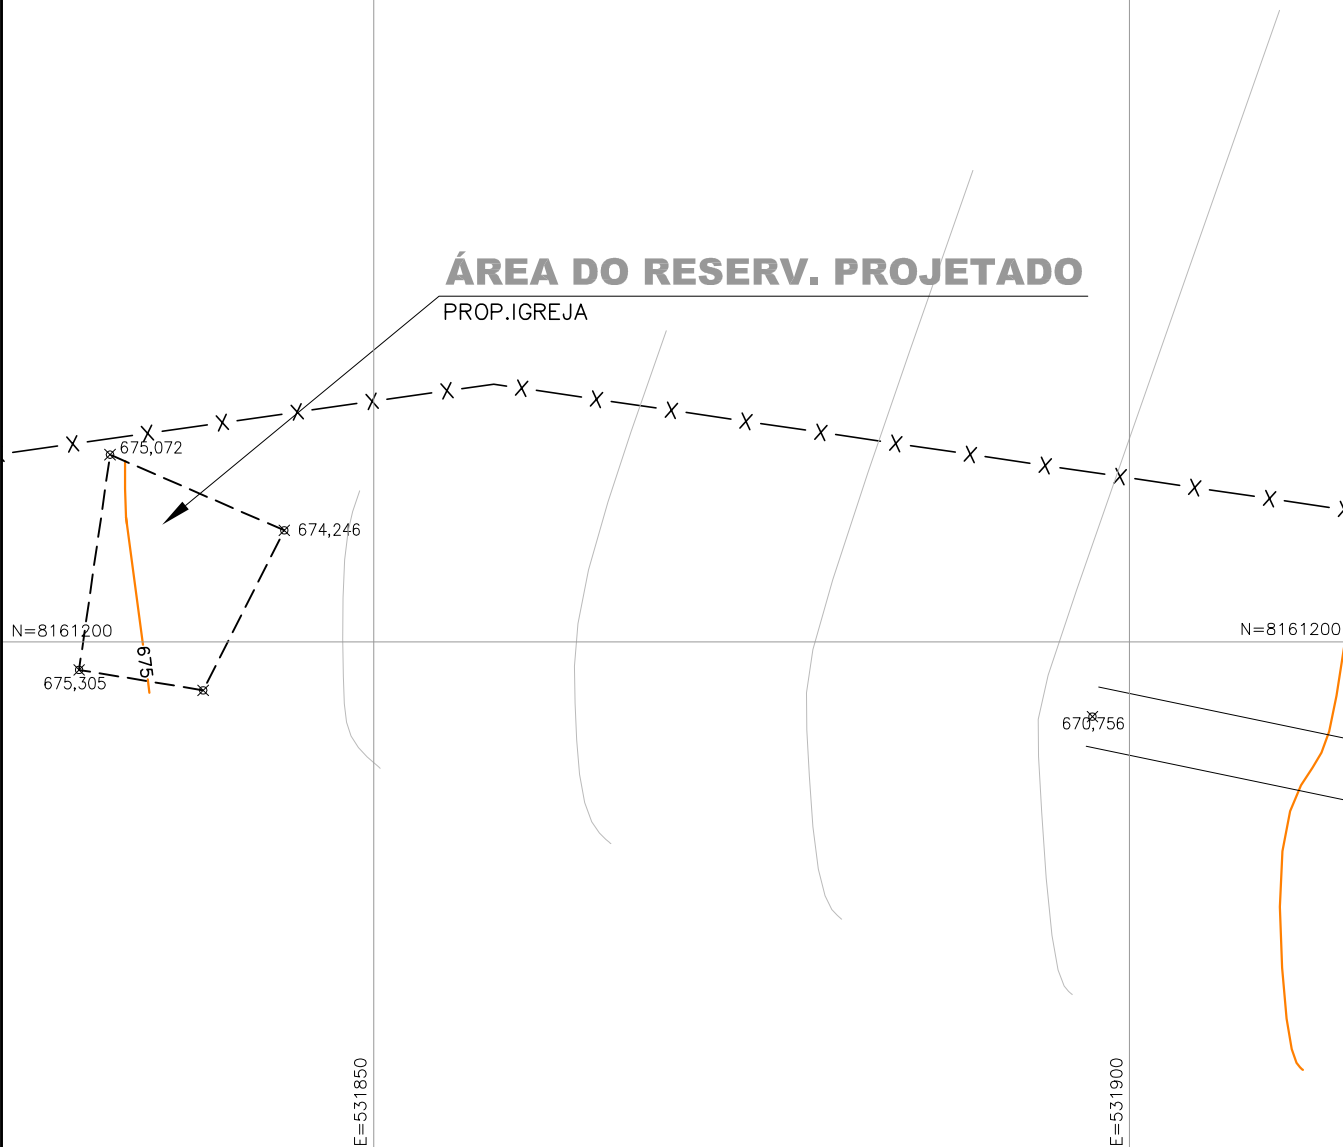 ÁREA DO RESERV. PROJETADO
PROP.IGREJA
675,072
674,246
N=8161200
N=8161200
675
675,305
670,756
E=531850
E=531900